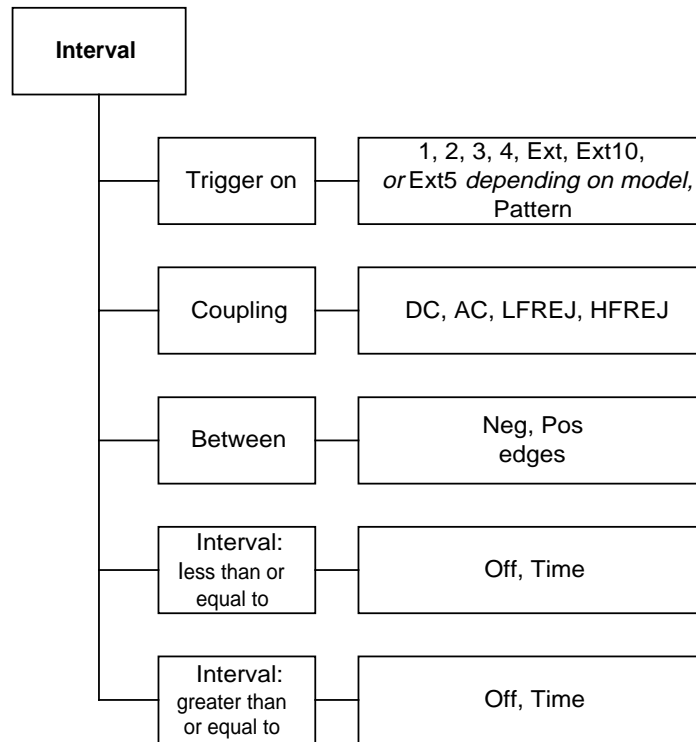 Interval
Trigger on
1, 2, 3, 4, Ext, Ext10,
or Ext5 depending on model,
Pattern
Coupling
DC, AC, LFREJ, HFREJ
Between
Neg, Pos
edges
Interval:
less than or
equal to
Off, Time
Interval:
greater than
or equal to
Off, Time